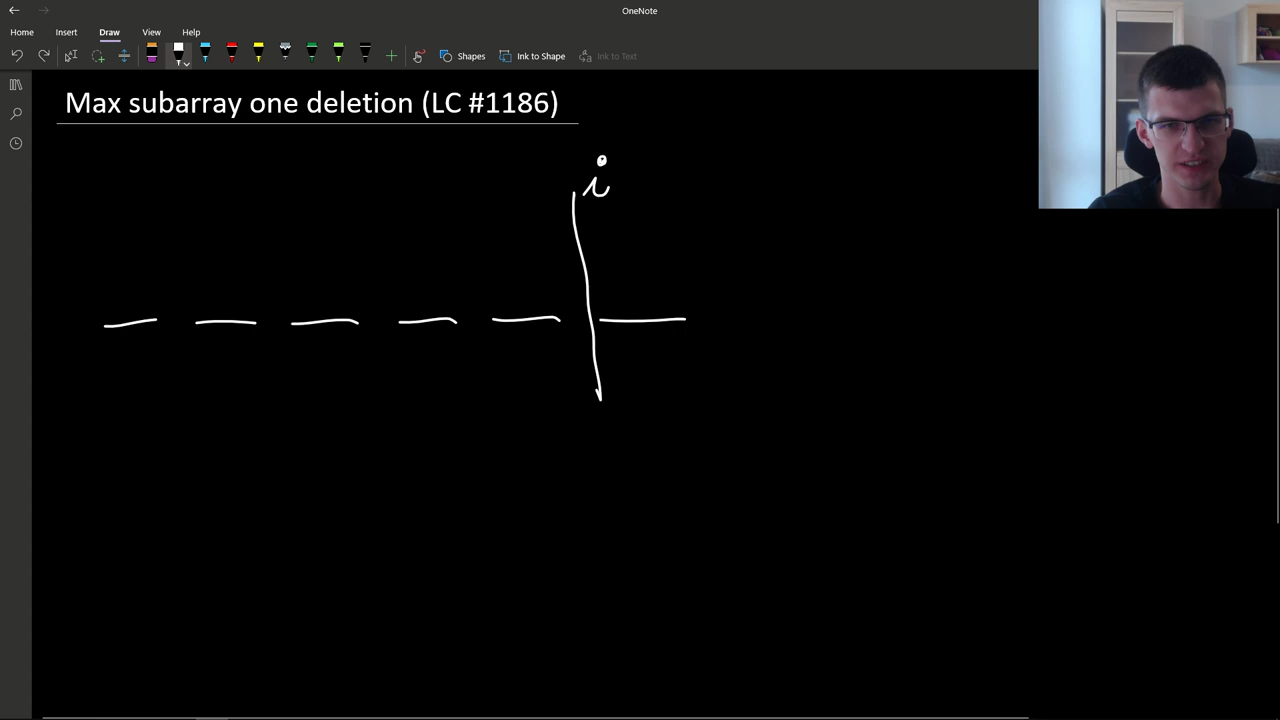 OneNote
Home Insert Draw View Help
Shapes Ink to Shape Ink to Text
Max subarray one deletion (LC #1186)
i